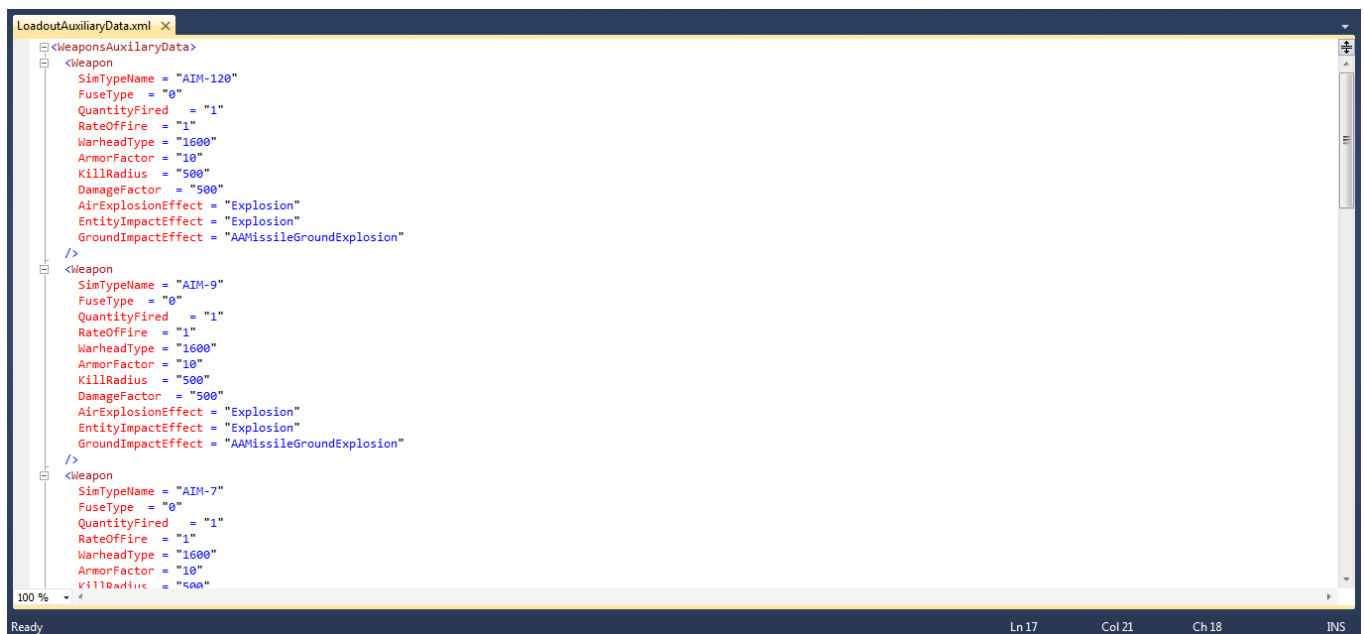 LoadoutAuxiliaryData.xml
<WeaponsAuxilaryData>
<Weapon
SimTypeName = "AIM-120"
FuseType  = "0"
QuantityFired   = "1"
RateOfFire  = "1"
WarheadType = "1600"
ArmorFactor = "10"
KillRadius  = "500"
DamageFactor  = "500"
AirExplosionEffect = "Explosion"
EntityImpactEffect = "Explosion"
GroundImpactEffect = "AAMissileGroundExplosion"
/>
<Weapon
SimTypeName = "AIM-9"
FuseType  = "0"
QuantityFired   = "1"
RateOfFire  = "1"
WarheadType = "1600"
ArmorFactor = "10"
KillRadius  = "500"
DamageFactor  = "500"
AirExplosionEffect = "Explosion"
EntityImpactEffect = "Explosion"
GroundImpactEffect = "AAMissileGroundExplosion"
/>
<Weapon
SimTypeName = "AIM-7"
FuseType  = "0"
QuantityFired   = "1"
RateOfFire  = "1"
WarheadType = "1600"
ArmorFactor = "10"
KillRadius  = "500"
100 %
Ready Ln 17 Col 21 Ch 18 INS